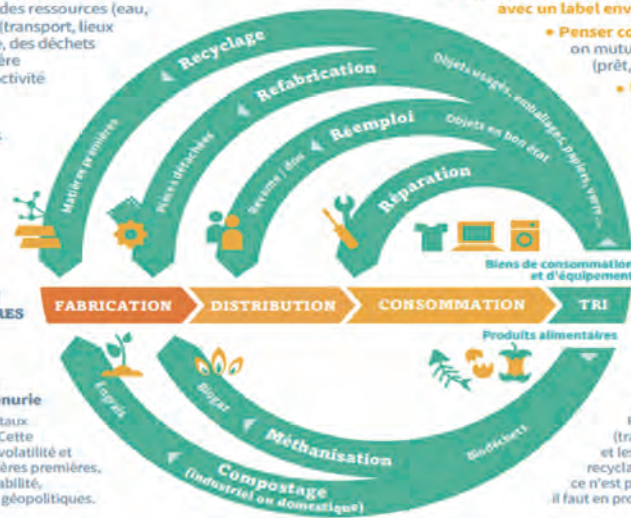 des ressources (eau,
(transport, lieux
, des déchets
ère
ctivité
avec un label env
• Penser co
on mutu
(prêt,
Recyclage
Refabrication
Réemploi
Réparation
Objets usagés, emballages, papiers, verre...
Objets en bon état
Matières premières
Pièces détachées
Revente / don
Biens de consommation
et d'équipement
FABRICATION
DISTRIBUTION
CONSOMMATION
TRI
RES
Produits alimentaires
Engrais
Biogaz
Méthanisation
Compostage
(industriel ou domestique)
Biodéchets
énurie
taux
Cette
volatilité et
ères premières,
abilité,
géopolitiques.
(tra
et les
recycla
ce n'est p
il faut en pro